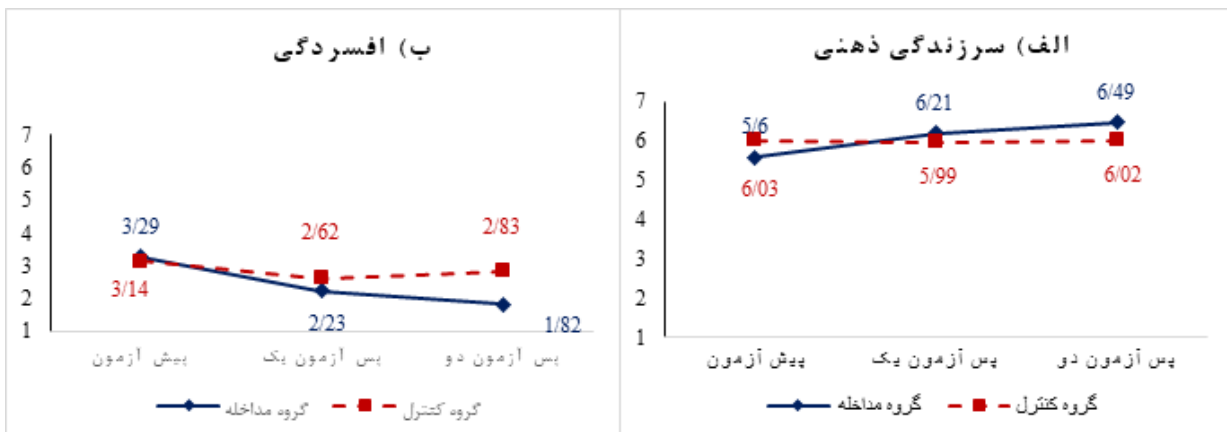 الف) سرزندگی ذهنی
7
6
5
4
3
2
1
5/6
6/21
6/49
6/03
5/99
6/02
پیش آزمون
پس آزمون یک
پس آزمون دو
گروه مداخله
گروه کنترل
ب) افسردگی
7
6
5
4
3
2
1
3/29
2/62
2/83
3/14
2/23
1/82
پیش آزمون
پس آزمون یک
پس آزمون دو
گروه مداخله
گروه کنترل